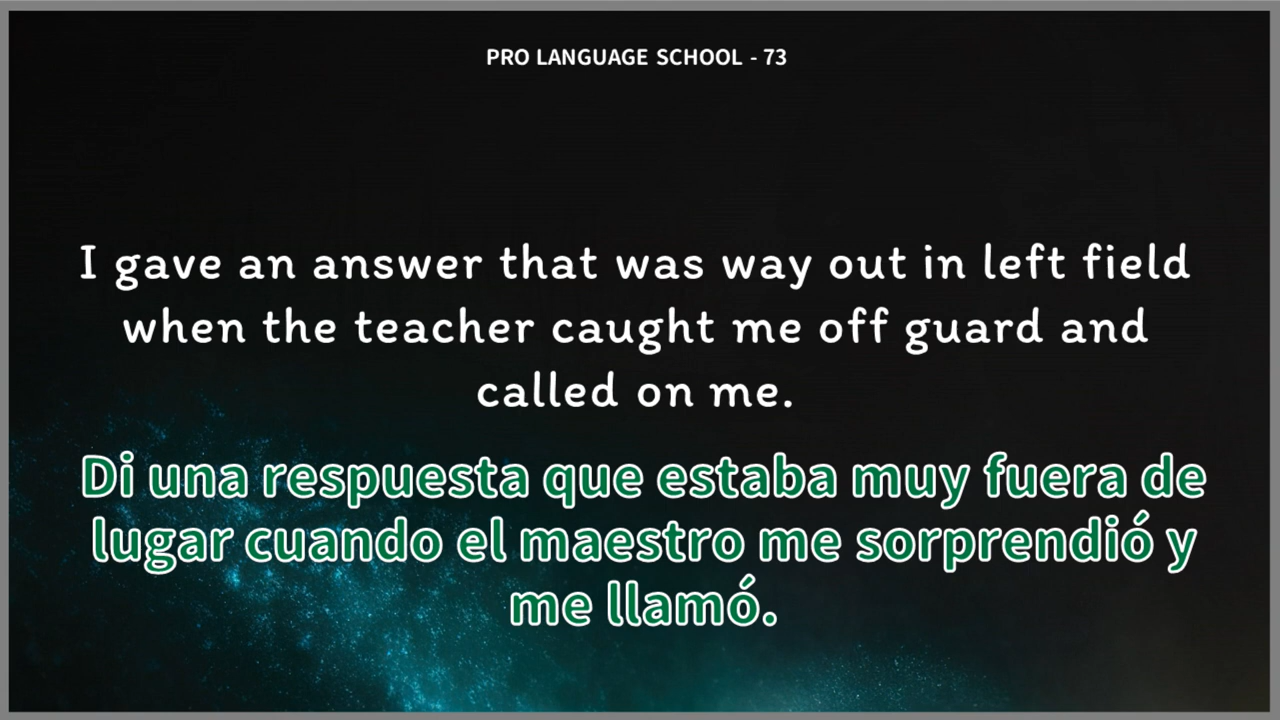 PRO LANGUAGE SCHOOL - 73
I gave an answer that was way out in left field
when the teacher caught me off guard and
called on me.
Di una respuesta que estaba muy fuera de
lugar cuando el maestro me sorprendió y
me llamó.